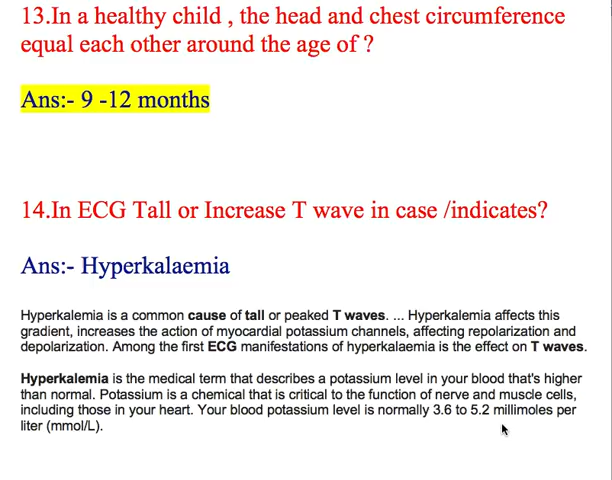 13.In a healthy child , the head and chest circumference
equal each other around the age of ?
Ans:- 9 -12 months
14.In ECG Tall or Increase T wave in case /indicates?
Ans:- Hyperkalaemia
Hyperkalemia is a common cause of tall or peaked T waves. ... Hyperkalemia affects this
gradient, increases the action of myocardial potassium channels, affecting repolarization and
depolarization. Among the first ECG manifestations of hyperkalaemia is the effect on T waves.
Hyperkalemia is the medical term that describes a potassium level in your blood that's higher
than normal. Potassium is a chemical that is critical to the function of nerve and muscle cells,
including those in your heart. Your blood potassium level is normally 3.6 to 5.2 millimoles per
liter (mmol/L).